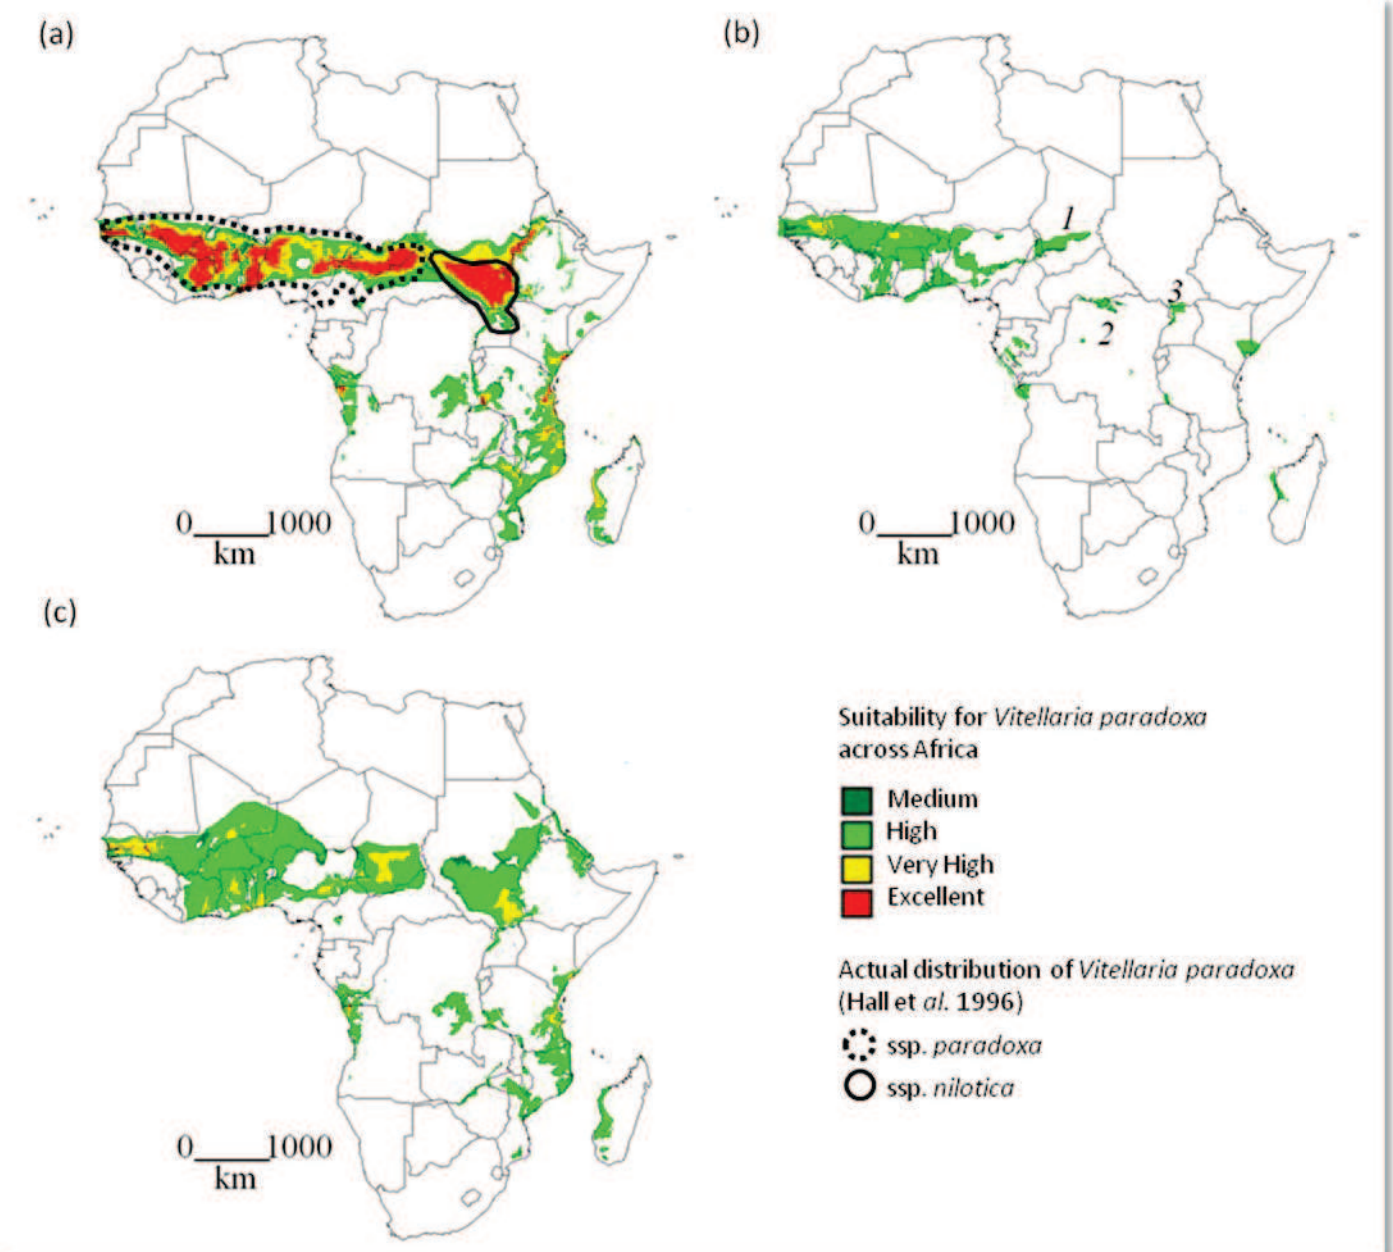 (a)
(b)
1
3
2
0 1000
km
0 1000
km
(c)
0 1000
km
Suitability for Vitellaria paradoxa
across Africa
Medium
High
Very High
Excellent
Actual distribution of Vitellaria paradoxa
(Hall et al. 1996)
ssp. paradoxa
ssp. nilotica